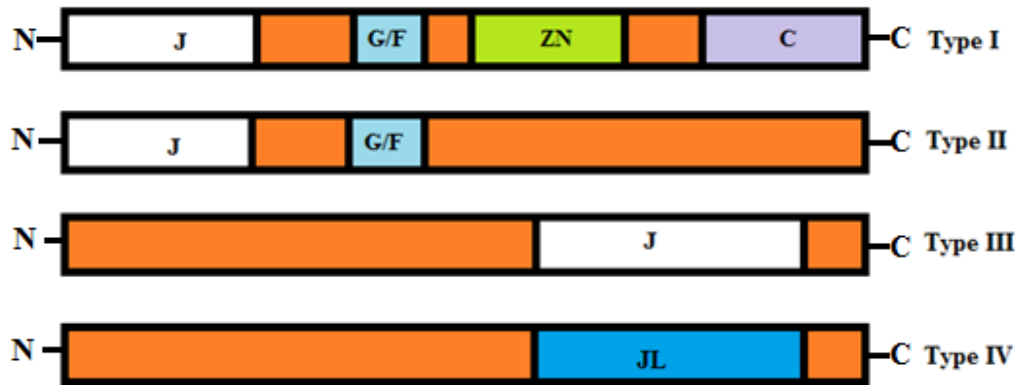 N J G/F ZN C C Type I
N J G/F C Type II
N J C Type III
N JL C Type IV